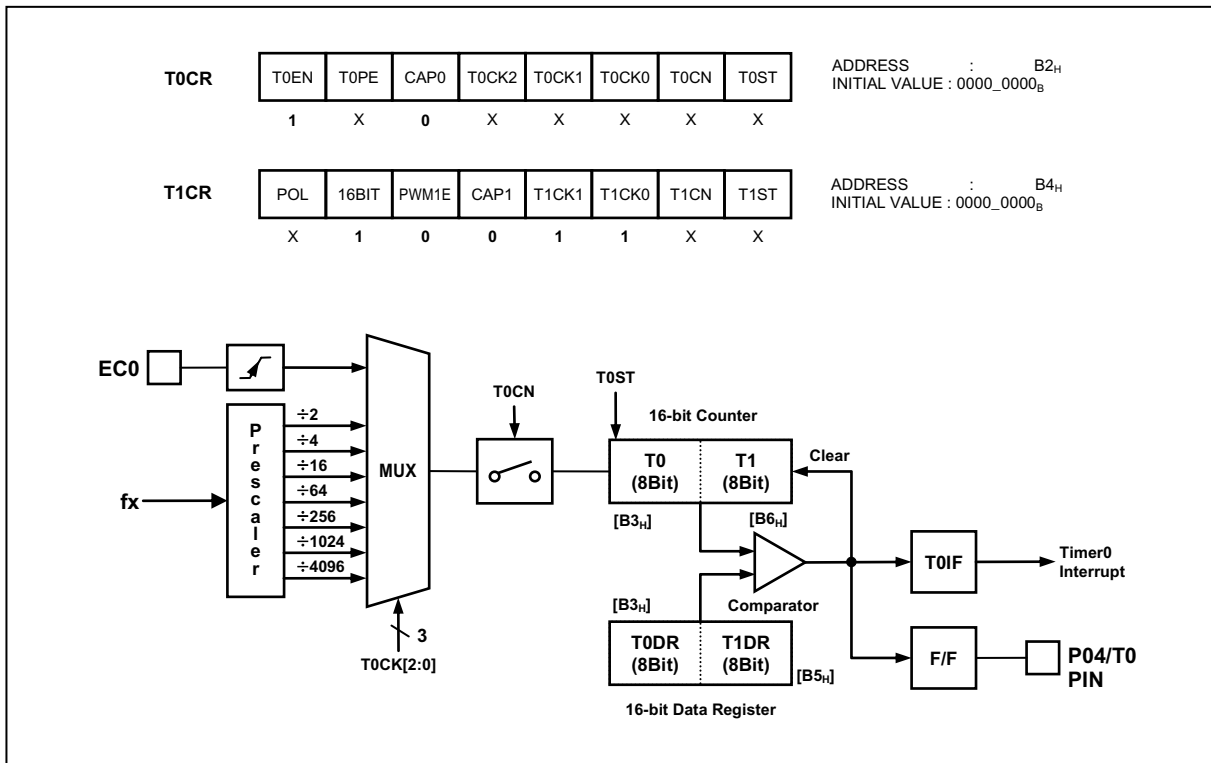 T0CR T0EN T0PE CAP0 T0CK2 T0CK1 T0CK0 T0CN T0ST
1 X 0 X X X X X
ADDRESS : B2H
INITIAL VALUE : 0000_0000B
T1CR POL 16BIT PWM1E CAP1 T1CK1 T1CK0 T1CN T1ST
X 1 0 0 1 1 X X
ADDRESS : B4H
INITIAL VALUE : 0000_0000B
EC0
fx
Prescaler
÷2
÷4
÷16
÷64
÷256
÷1024
÷4096
MUX
3
T0CK[2:0]
T0CN
T0ST
16-bit Counter
T0
(8Bit)
T1
(8Bit)
Clear
[B3H]
[B6H]
Comparator
[B3H]
T0DR
(8Bit)
T1DR
(8Bit)
[B5H]
16-bit Data Register
T0IF
Timer0
Interrupt
F/F
P04/T0
PIN